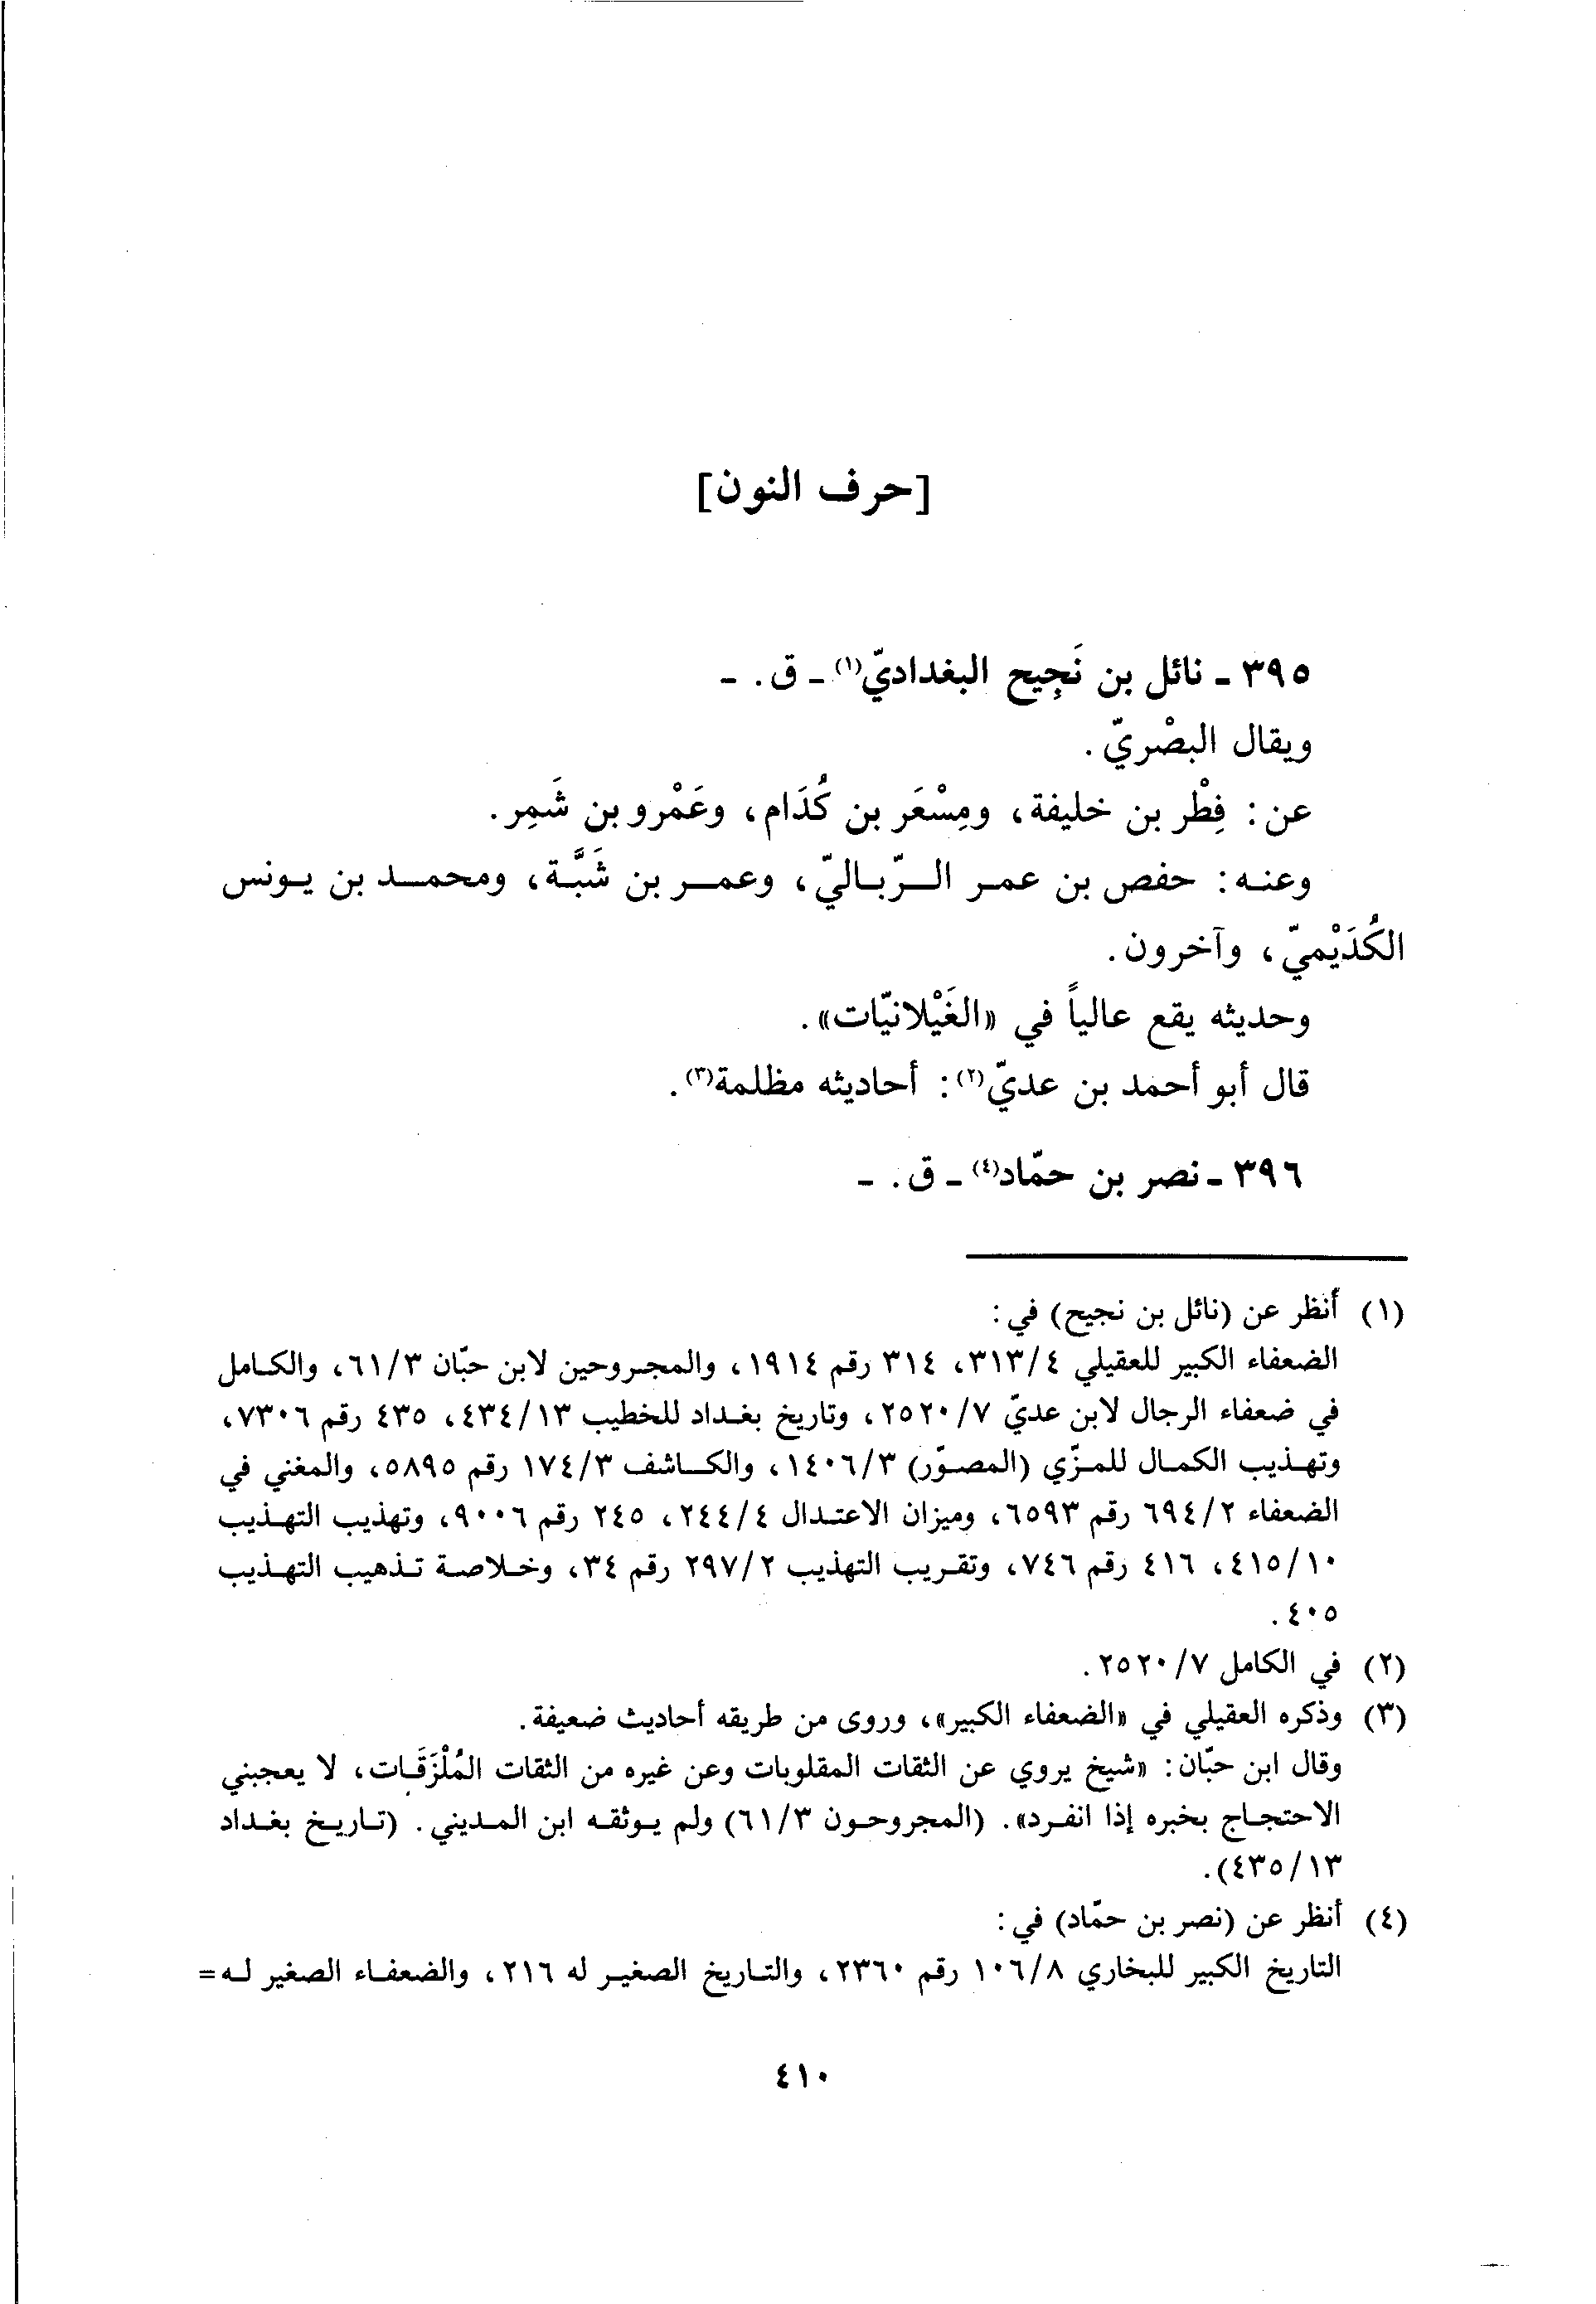 [حرف النون]
٣٩٥ - نائل بن نَجِيح البغداديّ(١) - ق. -
ويقال البصْريّ.
عن: فِطْر بن خليفة، ومِسْعَر بن كُدَام، وعَمْرو بن شَمِر.
وعنه: حفص بن عمر الرّباليّ، وعمر بن شَبَّة، ومحمد بن يونس
الكُدَيْميّ، وآخرون.
وحديثه يقع عالياً في «الغَيْلانيّات».
قال أبو أحمد بن عديّ(٢): أحاديثه مظلمة(٣).
٣٩٦ - نصر بن حمّاد(٤) - ق. -
(١) أنظر عن (نائل بن نجيح) في:
الضعفاء الكبير للعقيلي ٣١٣/٤، ٣١٤ رقم ١٩١٤، والمجروحين لابن حبّان ٦١/٣، والكامل
في ضعفاء الرجال لابن عديّ ٢٥٢٠/٧، وتاريخ بغداد للخطيب ٤٣٤/١٣، ٤٣٥ رقم ٧٣٠٦،
وتهذيب الكمال للمزّي (المصوّر) ١٤٠٦/٣، والكاشف ١٧٤/٣ رقم ٥٨٩٥، والمغني في
الضعفاء ٦٩٤/٢ رقم ٦٥٩٣، وميزان الاعتدال ٢٤٤/٤، ٢٤٥ رقم ٩٠٠٦، وتهذيب التهذيب
٤١٥/١٠، ٤١٦ رقم ٧٤٦، وتقريب التهذيب ٢٩٧/٢ رقم ٣٤، وخلاصة تذهيب التهذيب
٤٠٥.
(٢) في الكامل ٢٥٢٠/٧.
(٣) وذكره العقيلي في «الضعفاء الكبير»، وروى من طريقه أحاديث ضعيفة.
وقال ابن حبّان: «شيخ يروي عن الثقات المقلوبات وعن غيره من الثقات المُلْزَقَات، لا يعجبني
الاحتجاج بخبره إذا انفرد». (المجروحون ٦١/٣) ولم يوثقه ابن المديني. (تاريخ بغداد
٤٣٥/١٣).
(٤) أنظر عن (نصر بن حمّاد) في:
التاريخ الكبير للبخاري ١٠٦/٨ رقم ٢٣٦٠، والتاريخ الصغير له ٢١٦، والضعفاء الصغير له=
٤١٠